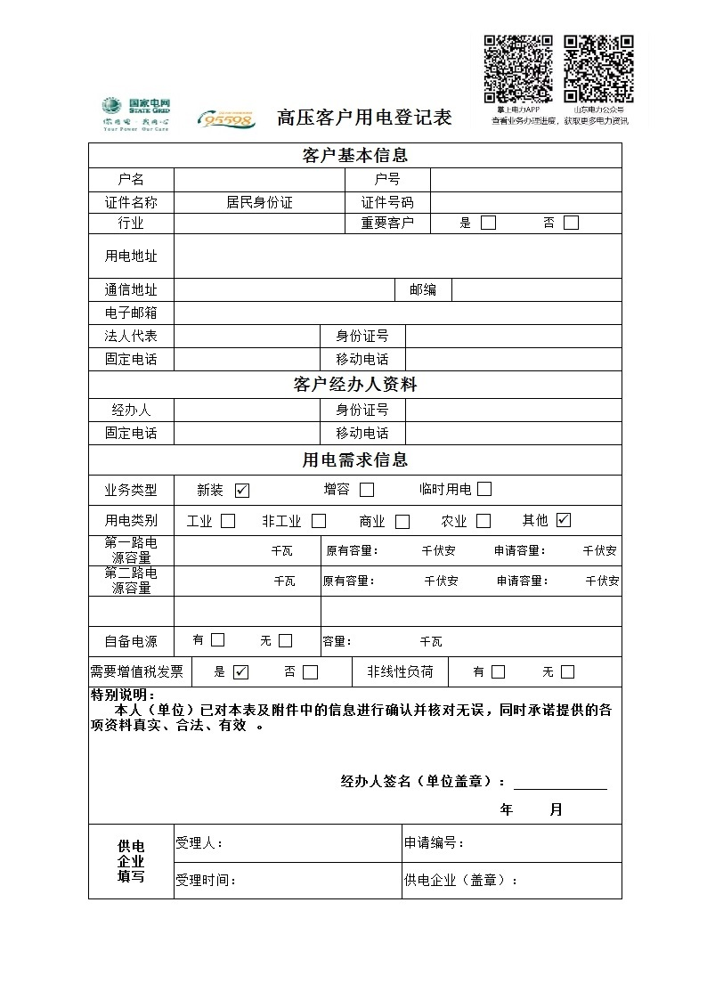 国家电网
STATE GRID
你用电·我用心
Your Power Our Care
95598
高压客户用电登记表
掌上电力APP 山东电力公众号
查看业务办理进度，获取更多电力资讯
客户基本信息
户名 户号
证件名称 居民身份证 证件号码
行业 重要客户 是 □ 否 □
用电地址
通信地址 邮编
电子邮箱
法人代表 身份证号
固定电话 移动电话
客户经办人资料
经办人 身份证号
固定电话 移动电话
用电需求信息
业务类型 新装 ☑ 增容 □ 临时用电 □
用电类别 工业 □ 非工业 □ 商业 □ 农业 □ 其他 ☑
第一路电
源容量 千瓦 原有容量： 千伏安 申请容量： 千伏安
第二路电
源容量 千瓦 原有容量： 千伏安 申请容量： 千伏安
自备电源 有 □ 无 □ 容量： 千瓦
需要增值税发票 是 ☑ 否 □ 非线性负荷 有 □ 无 □
特别说明：
本人（单位）已对本表及附件中的信息进行确认并核对无误，同时承诺提供的各
项资料真实、合法、有效 。
经办人签名（单位盖章）：
年 月
供电
企业
填写
受理人： 申请编号：
受理时间： 供电企业（盖章）：